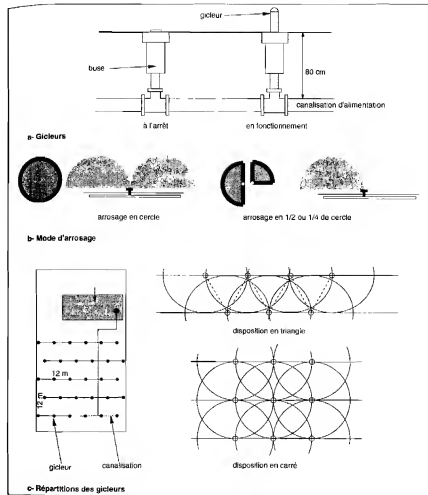 gicleur
buse
80 cm
canalisation d'alimentation
à l'arrêt
en fonctionnement
a- Gicleurs
arrosage en cercle
arrosage en 1/2 ou 1/4 de cercle
b- Mode d'arrosage
12 m
12 m
gicleur
canalisation
disposition en triangle
disposition en carré
c- Répartitions des gicleurs